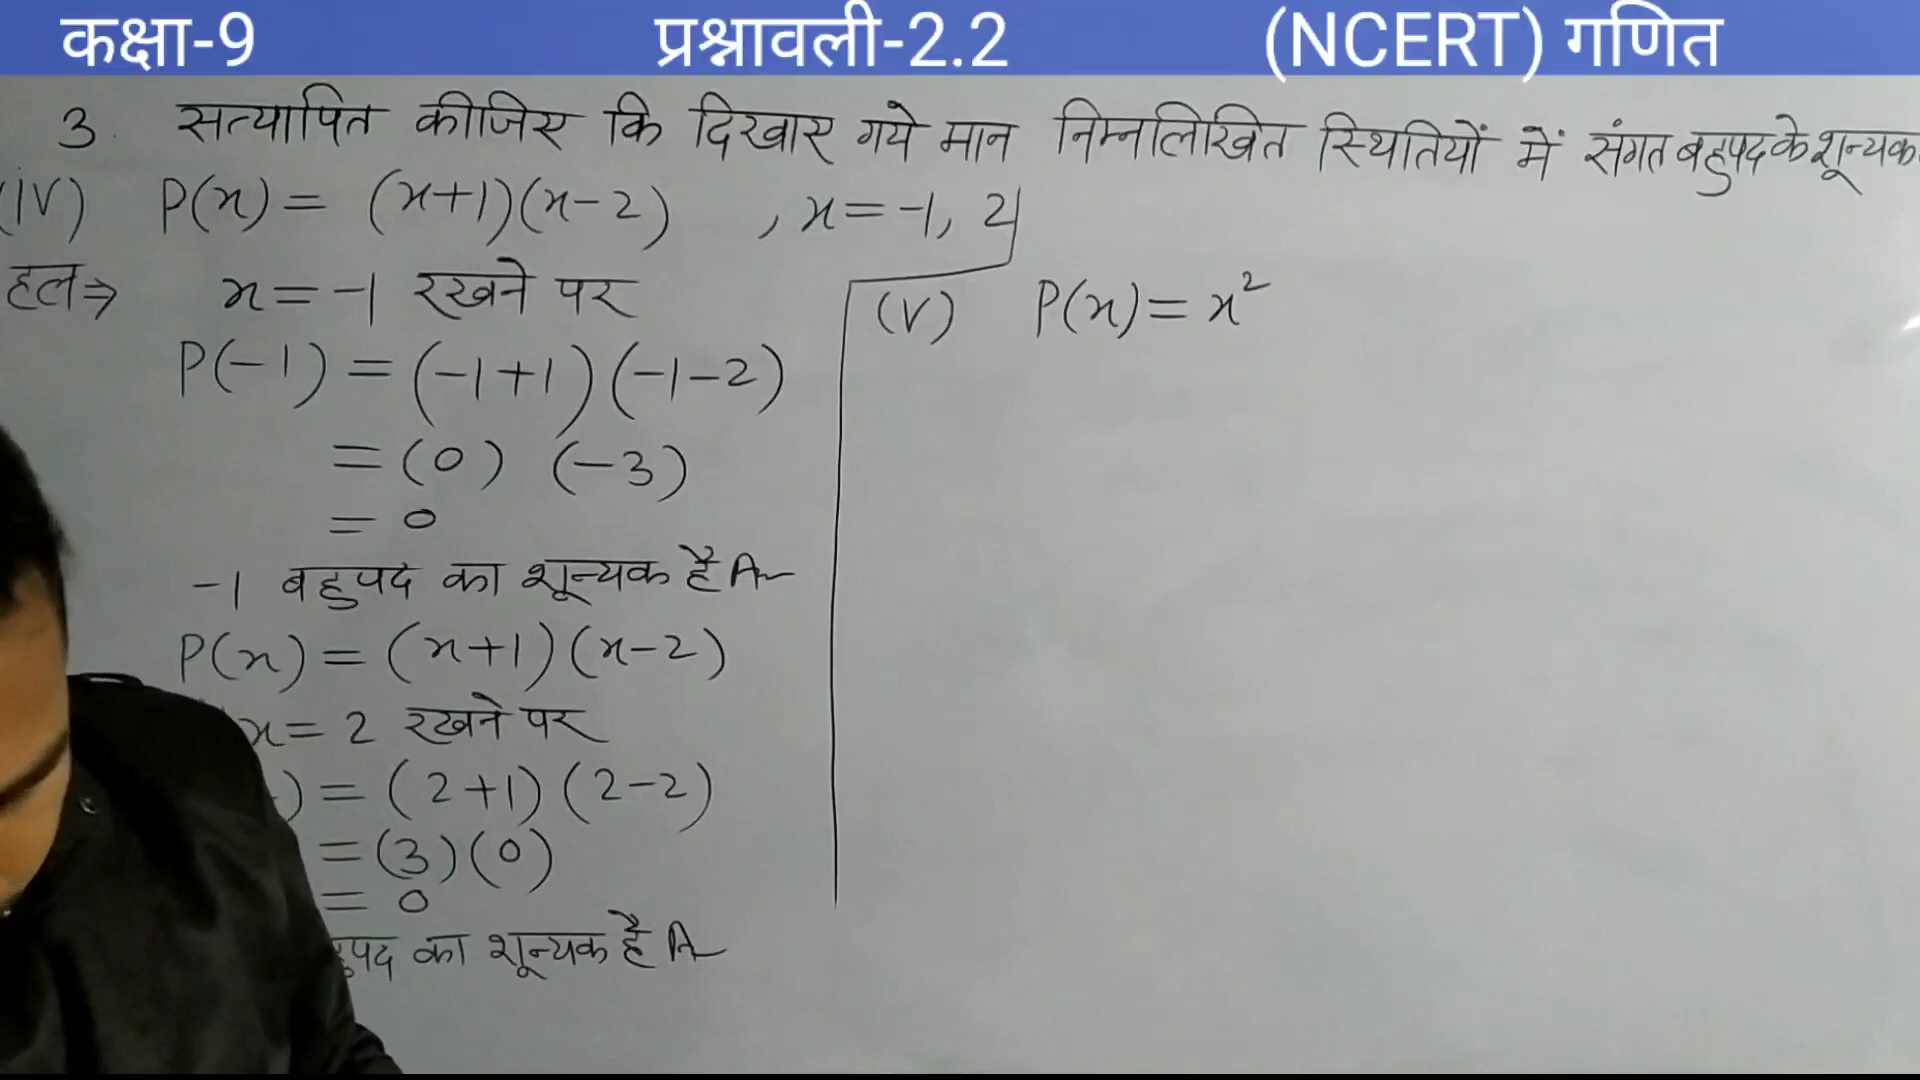 कक्षा-9 प्रश्नावली-2.2 (NCERT) गणित
3. सत्यापित कीजिए कि दिखाए गये मान निम्नलिखित स्थितियों में संगत बहुपद के शून्यक
(iv) P(x) = (x+1)(x-2) , x = -1, 2
हल⇒ x = -1 रखने पर
P(-1) = (-1+1)(-1-2)
= (0) (-3)
= 0
-1 बहुपद का शून्यक है A
P(x) = (x+1)(x-2)
x = 2 रखने पर
) = (2+1)(2-2)
= (3)(0)
= 0
का शून्यक है A
(v) P(x) = x²